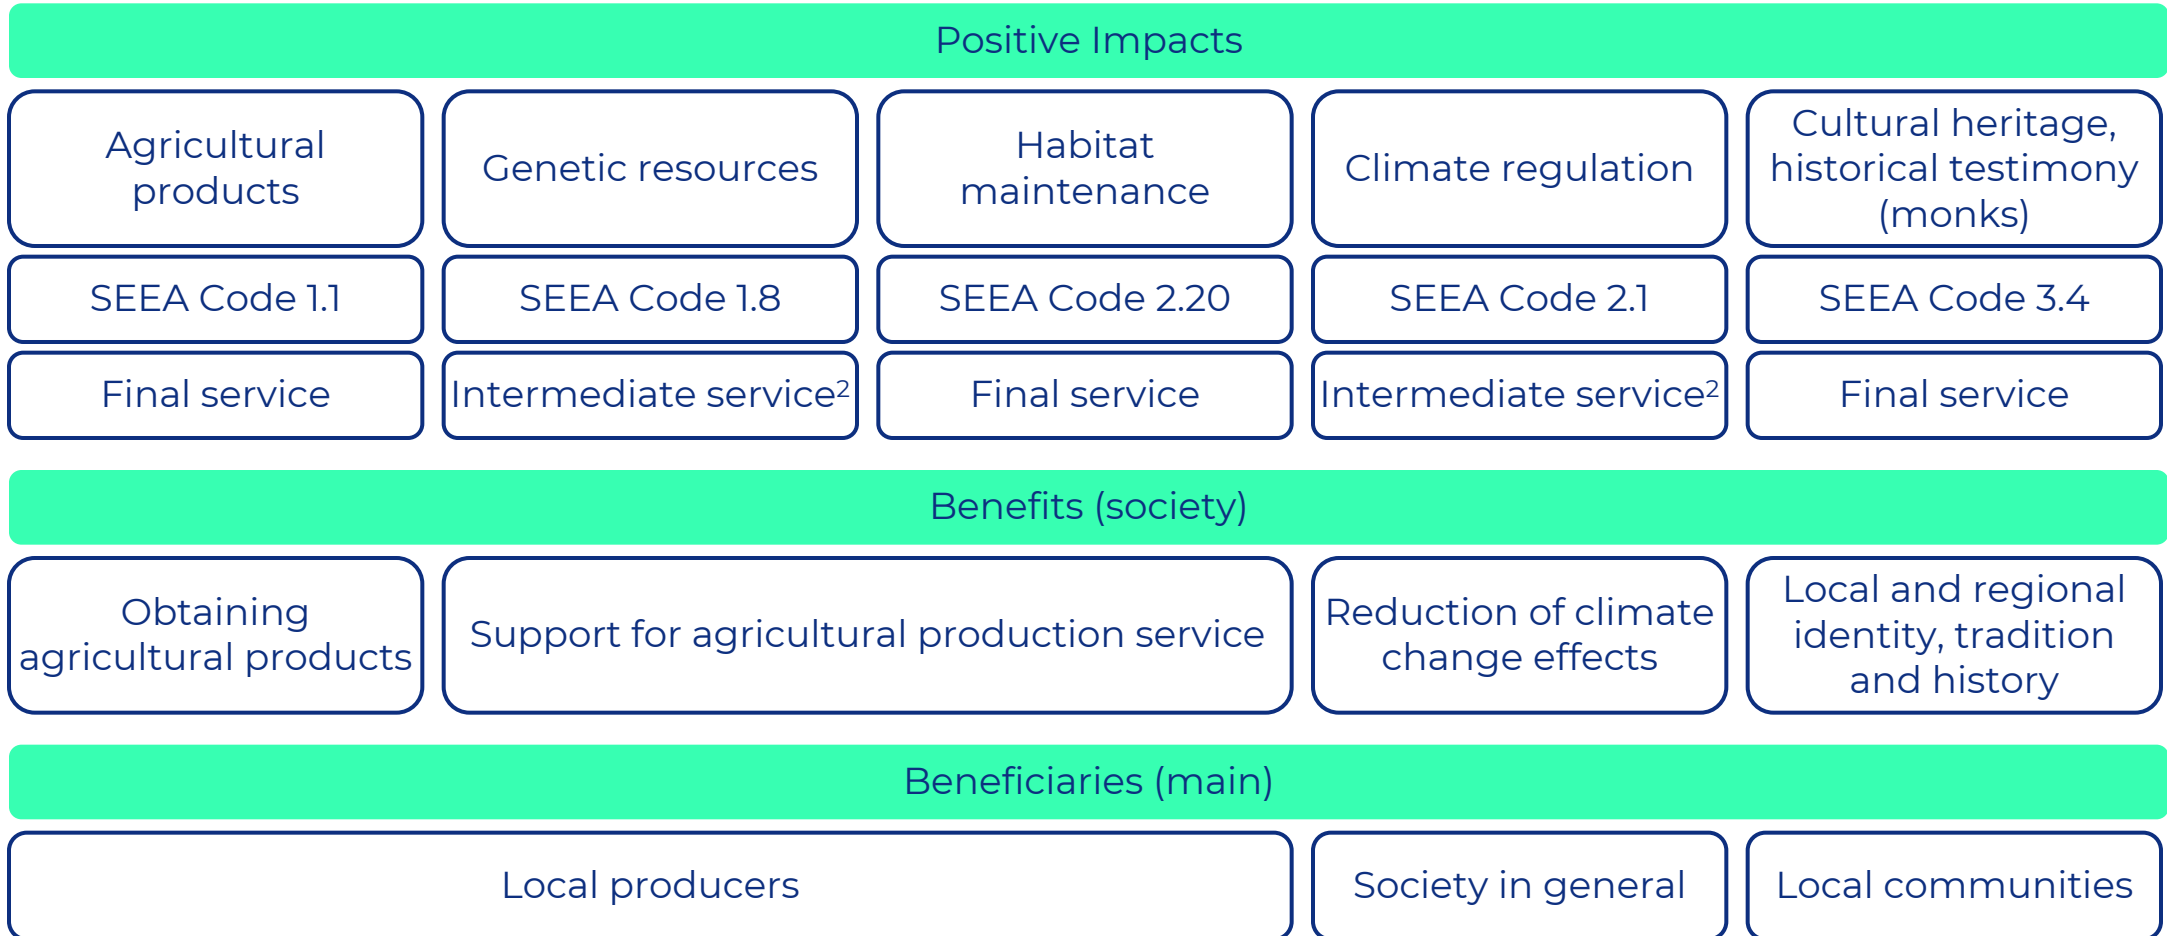 Positive Impacts
Agricultural
products
Genetic resources
Habitat
maintenance
Climate regulation
Cultural heritage,
historical testimony
(monks)
SEEA Code 1.1
SEEA Code 1.8
SEEA Code 2.20
SEEA Code 2.1
SEEA Code 3.4
Final service
Intermediate service²
Final service
Intermediate service²
Final service
Benefits (society)
Obtaining
agricultural products
Support for agricultural production service
Reduction of climate
change effects
Local and regional
identity, tradition
and history
Beneficiaries (main)
Local producers
Society in general
Local communities